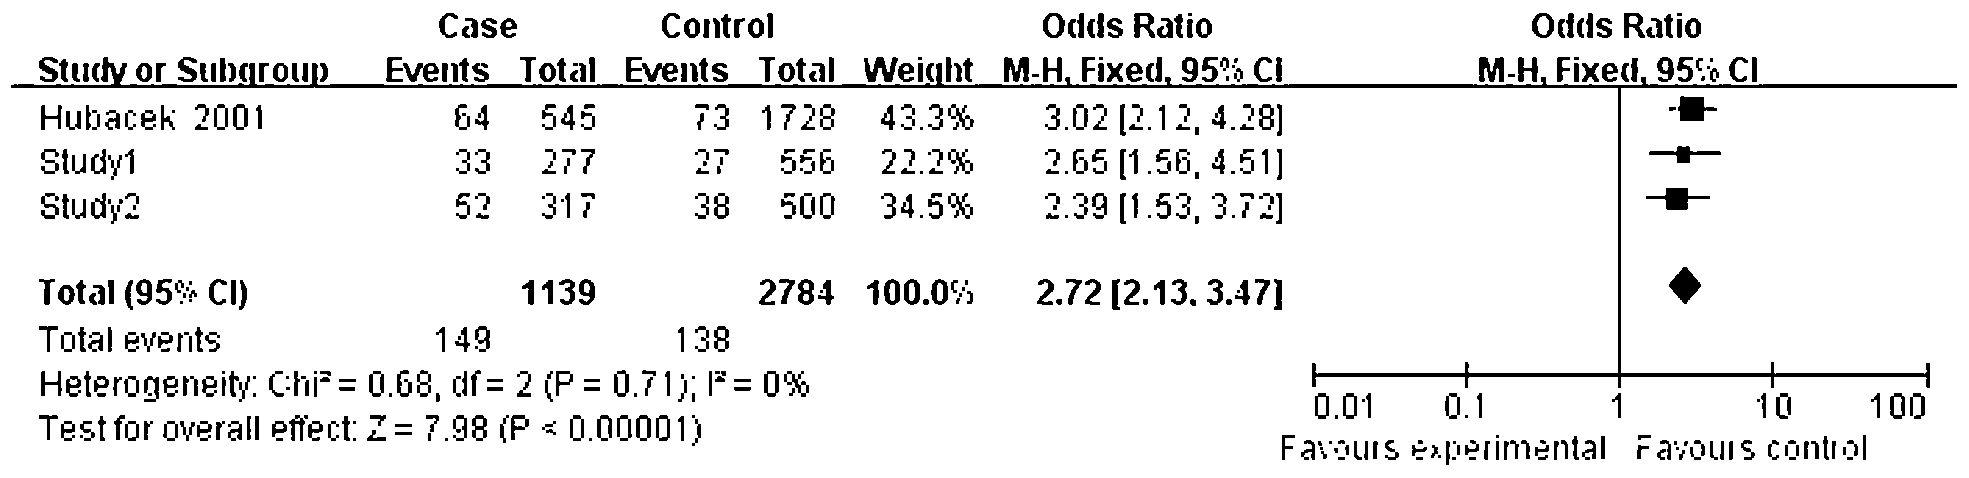 Case Control Odds Ratio Odds Ratio
Study or Subgroup Events Total Events Total Weight M-H, Fixed, 95% CI M-H, Fixed, 95% CI
Hubacek 2001 64 545 73 1728 43.3% 3.02 [2.12, 4.28]
Study1 33 277 27 556 22.2% 2.65 [1.56, 4.51]
Study2 52 317 38 500 34.5% 2.39 [1.53, 3.72]
Total (95% CI) 1139 2784 100.0% 2.72 [2.13, 3.47]
Total events 149 138
Heterogeneity: Chi² = 0.68, df = 2 (P = 0.71); I² = 0%
Test for overall effect: Z = 7.98 (P < 0.00001)
0.01 0.1 1 10 100
Favours experimental Favours control